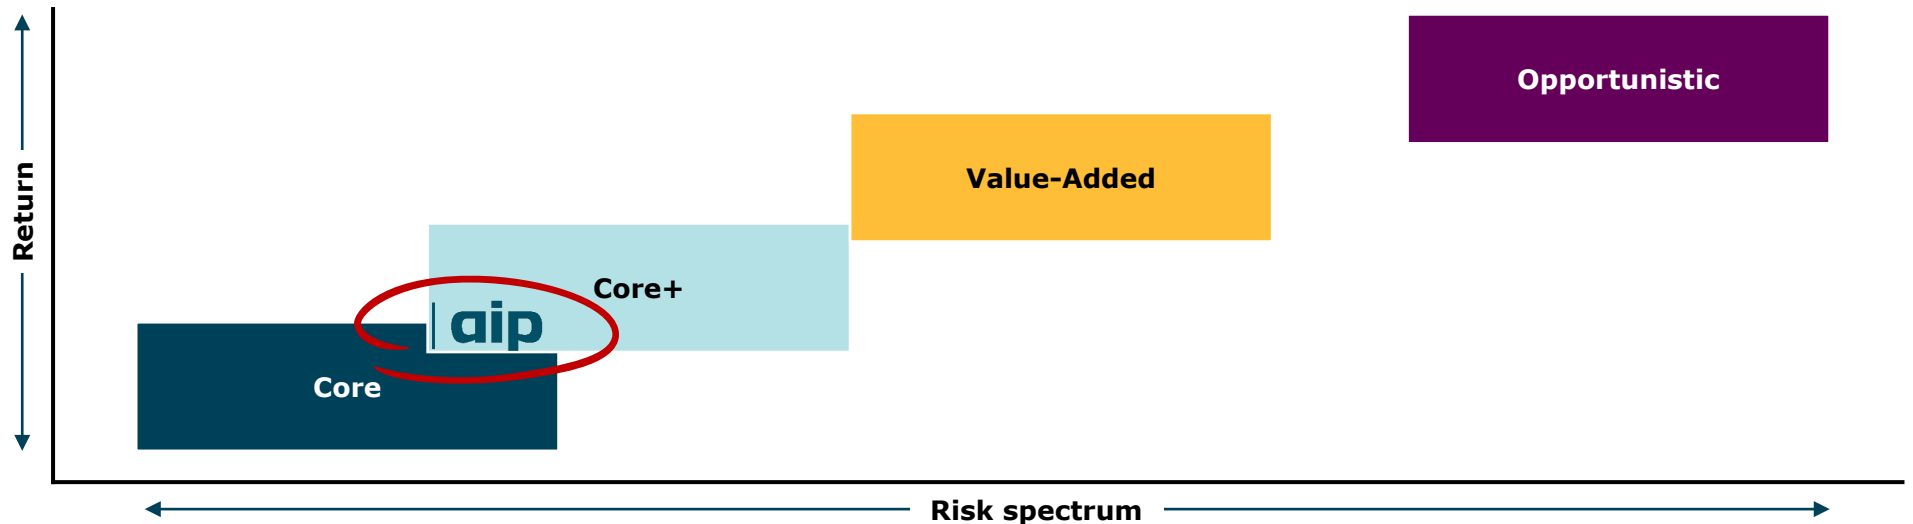 Opportunistic
Value-Added
Return
Core+
aip
Core
Risk spectrum